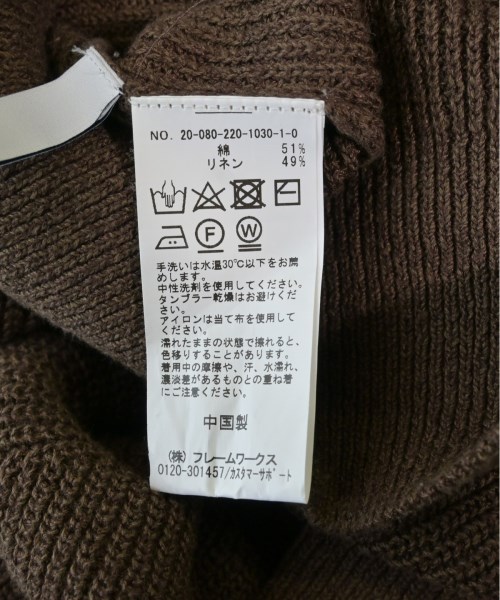 NO. 20-080-220-1030-1-0
綿 51%
リネン 49%
F W
手洗いは水温30℃以下をお薦
めします。
中性洗剤を使用してください。
タンブラー乾燥はお避けくださ
い。
アイロンは当て布を使用して
ください。
濡れたままの状態で擦れると、
色移りすることがあります。
着用中の摩擦や、汗、水濡れ、
濃淡差があるものとの重ね着
にご注意ください。
中国製
(株) フレームワークス
0120-301457/カスタマーサポート